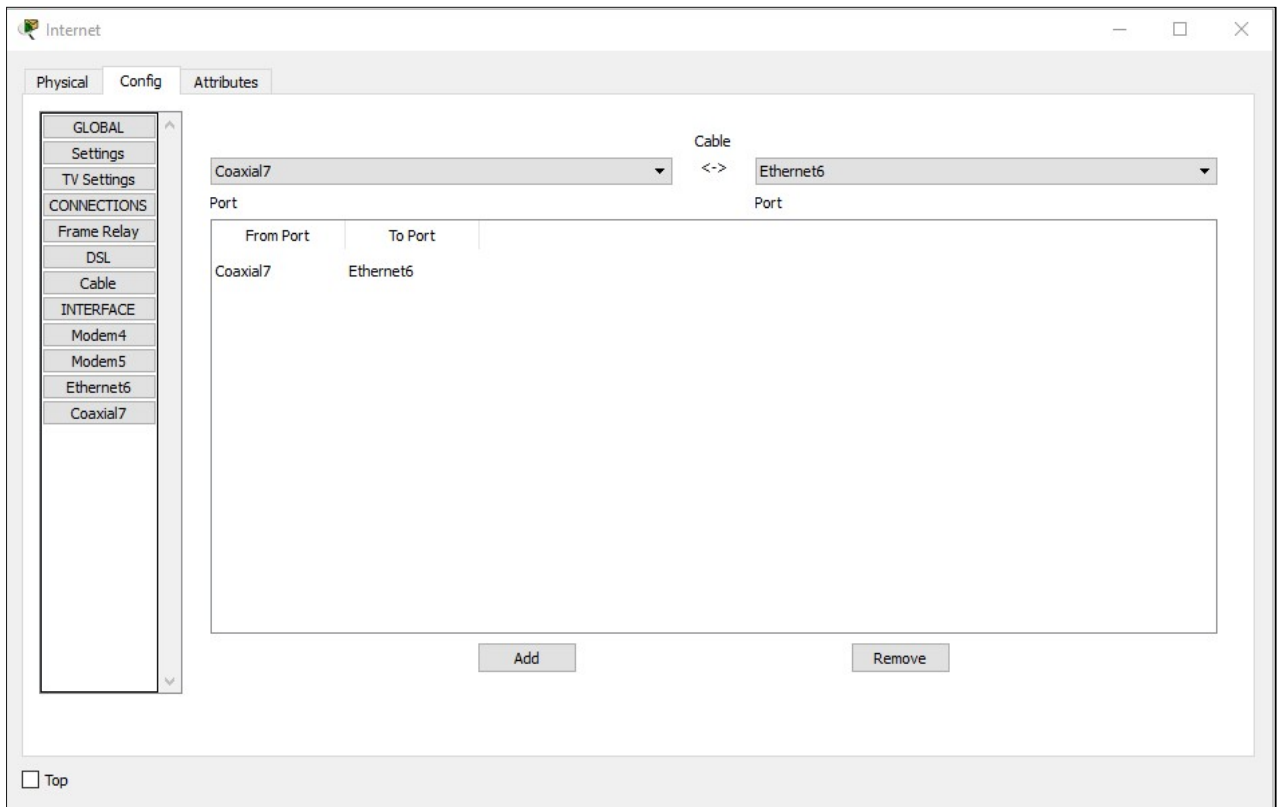 Internet
Physical Config Attributes
GLOBAL
Settings
TV Settings
CONNECTIONS
Frame Relay
DSL
Cable
INTERFACE
Modem4
Modem5
Ethernet6
Coaxial7
Cable
Coaxial7 <-> Ethernet6
Port Port
From Port To Port
Coaxial7 Ethernet6
Add Remove
Top